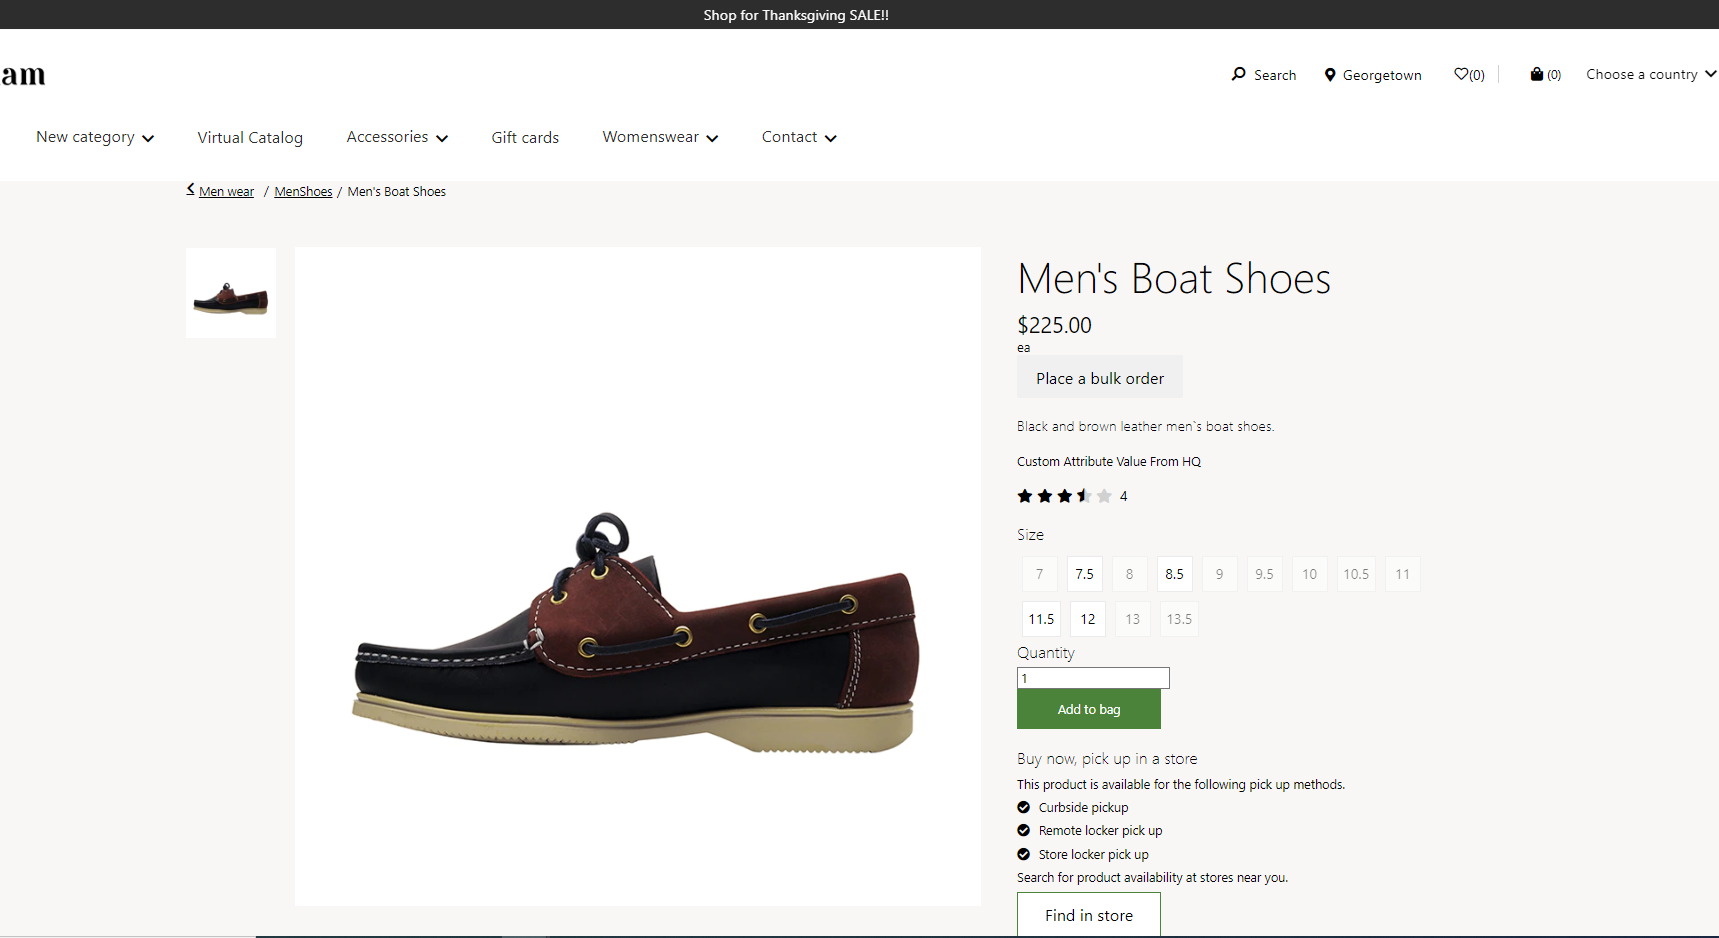 Shop for Thanksgiving SALE!!
am
Search
Georgetown
(0)
(0)
Choose a country
New category
Virtual Catalog
Accessories
Gift cards
Womenswear
Contact
Men wear / MenShoes / Men's Boat Shoes
Men's Boat Shoes
$225.00
ea
Place a bulk order
Black and brown leather men`s boat shoes.
Custom Attribute Value From HQ
4
Size
7 7.5 8 8.5 9 9.5 10 10.5 11
11.5 12 13 13.5
Quantity
1
Add to bag
Buy now, pick up in a store
This product is available for the following pick up methods.
Curbside pickup
Remote locker pick up
Store locker pick up
Search for product availability at stores near you.
Find in store